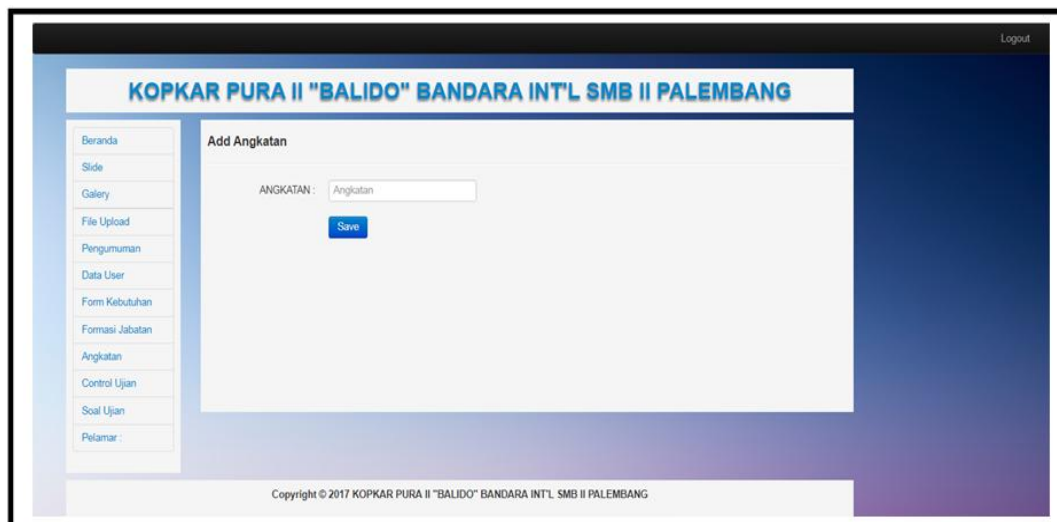 Logout
KOPKAR PURA II "BALIDO" BANDARA INT'L SMB II PALEMBANG
Beranda
Slide
Galery
File Upload
Pengumuman
Data User
Form Kebutuhan
Formasi Jabatan
Angkatan
Control Ujian
Soal Ujian
Pelamar :
Add Angkatan
ANGKATAN : Angkatan
Save
Copyright © 2017 KOPKAR PURA II "BALIDO" BANDARA INT'L SMB II PALEMBANG